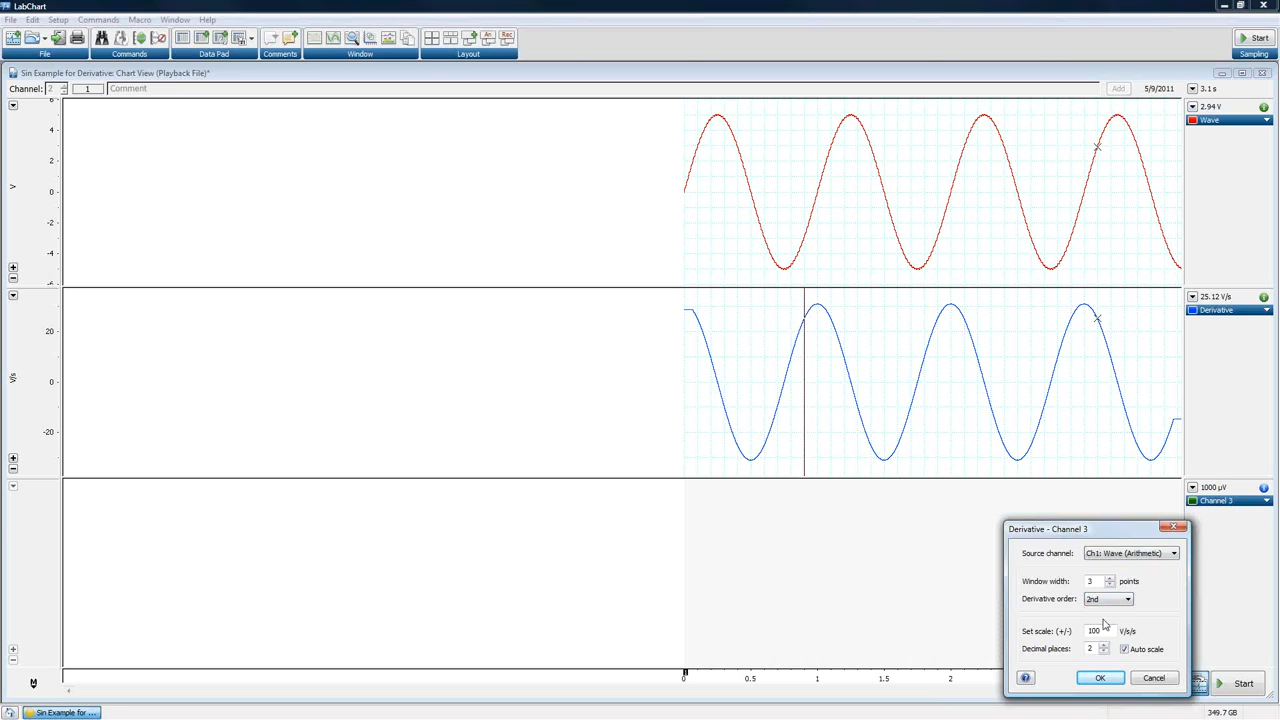 LabChart
File Edit Setup Commands Macro Window Help
File Commands Data Pad Comments Window Layout
Start
Sampling
Sin Example for Derivative: Chart View (Playback File)*
Channel: 2 1 Comment Add 5/9/2011 3.1s
6
4
2
0
-2
-4
-6
V
2.94 V
Wave
20
0
-20
V/s
25.12 V/s
Derivative
1000 µV
Channel 3
Derivative - Channel 3
Source channel: Ch1: Wave (Arithmetic)
Window width: 3 points
Derivative order: 2nd
Set scale: (+/-) 100 V/s/s
Decimal places: 2 Auto scale
OK Cancel
M
0 0.5 1 1.5 2
Start
Sin Example for ...
349.7 GB